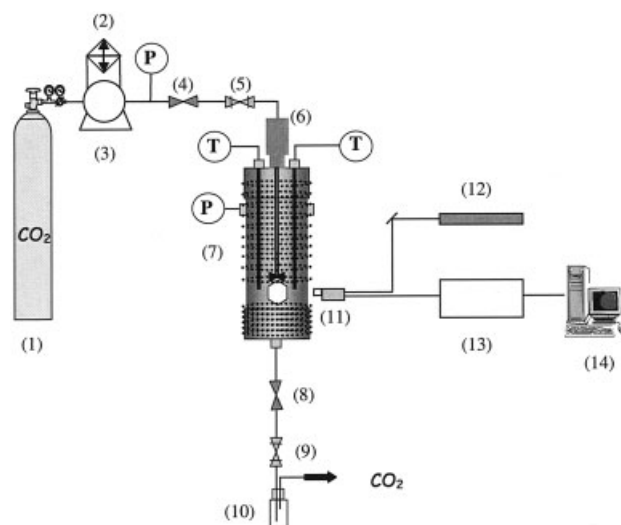 (2)
P
(4)
(5)
(6)
(3)
T
T
(12)
P
CO2
(7)
(11)
(1)
(13)
(14)
(8)
(9)
CO2
(10)